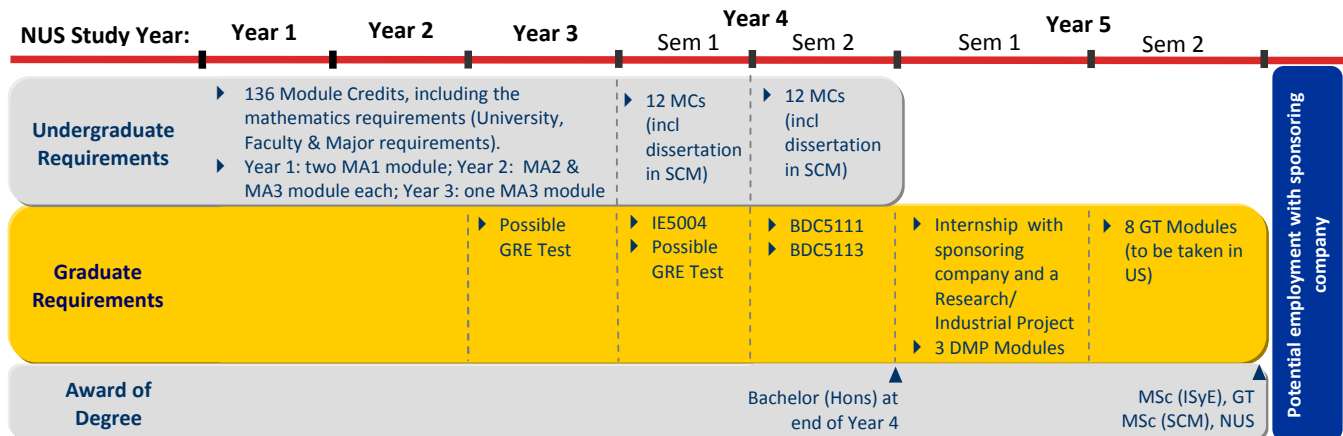 NUS Study Year:
Year 1
Year 2
Year 3
Year 4
Sem 1
Sem 2
Year 5
Sem 1
Sem 2
Undergraduate
Requirements
136 Module Credits, including the
mathematics requirements (University,
Faculty & Major requirements).
Year 1: two MA1 module; Year 2: MA2 &
MA3 module each; Year 3: one MA3 module
12 MCs
(incl
dissertation
in SCM)
12 MCs
(incl
dissertation
in SCM)
Graduate
Requirements
Possible
GRE Test
IE5004
Possible
GRE Test
BDC5111
BDC5113
Internship with
sponsoring
company and a
Research/
Industrial Project
3 DMP Modules
8 GT Modules
(to be taken in
US)
Award of
Degree
Bachelor (Hons) at
end of Year 4
MSc (ISyE), GT
MSc (SCM), NUS
Potential employment with sponsoring
company